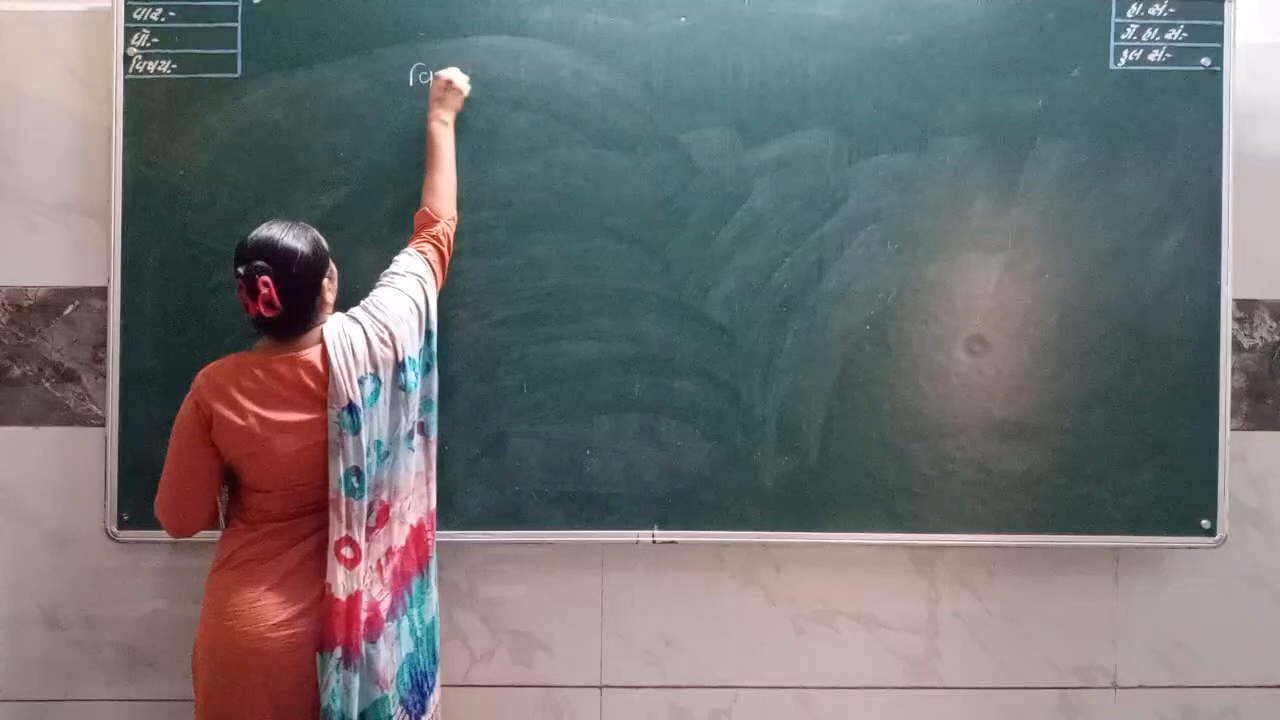 વાર.-
ધો.-
વિષય.-
વિ
હા. સં.-
ગે. હા. સં.-
કુલ સં.-